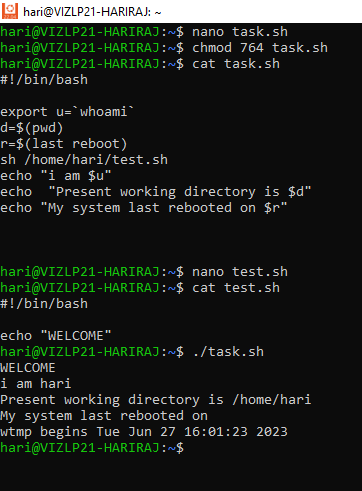 hari@VIZLP21-HARIRAJ: ~
hari@VIZLP21-HARIRAJ:~$ nano task.sh
hari@VIZLP21-HARIRAJ:~$ chmod 764 task.sh
hari@VIZLP21-HARIRAJ:~$ cat task.sh
#!/bin/bash
export u=`whoami`
d=$(pwd)
r=$(last reboot)
sh /home/hari/test.sh
echo "i am $u"
echo  "Present working directory is $d"
echo "My system last rebooted on $r"
hari@VIZLP21-HARIRAJ:~$ nano test.sh
hari@VIZLP21-HARIRAJ:~$ cat test.sh
#!/bin/bash
echo "WELCOME"
hari@VIZLP21-HARIRAJ:~$ ./task.sh
WELCOME
i am hari
Present working directory is /home/hari
My system last rebooted on
wtmp begins Tue Jun 27 16:01:23 2023
hari@VIZLP21-HARIRAJ:~$